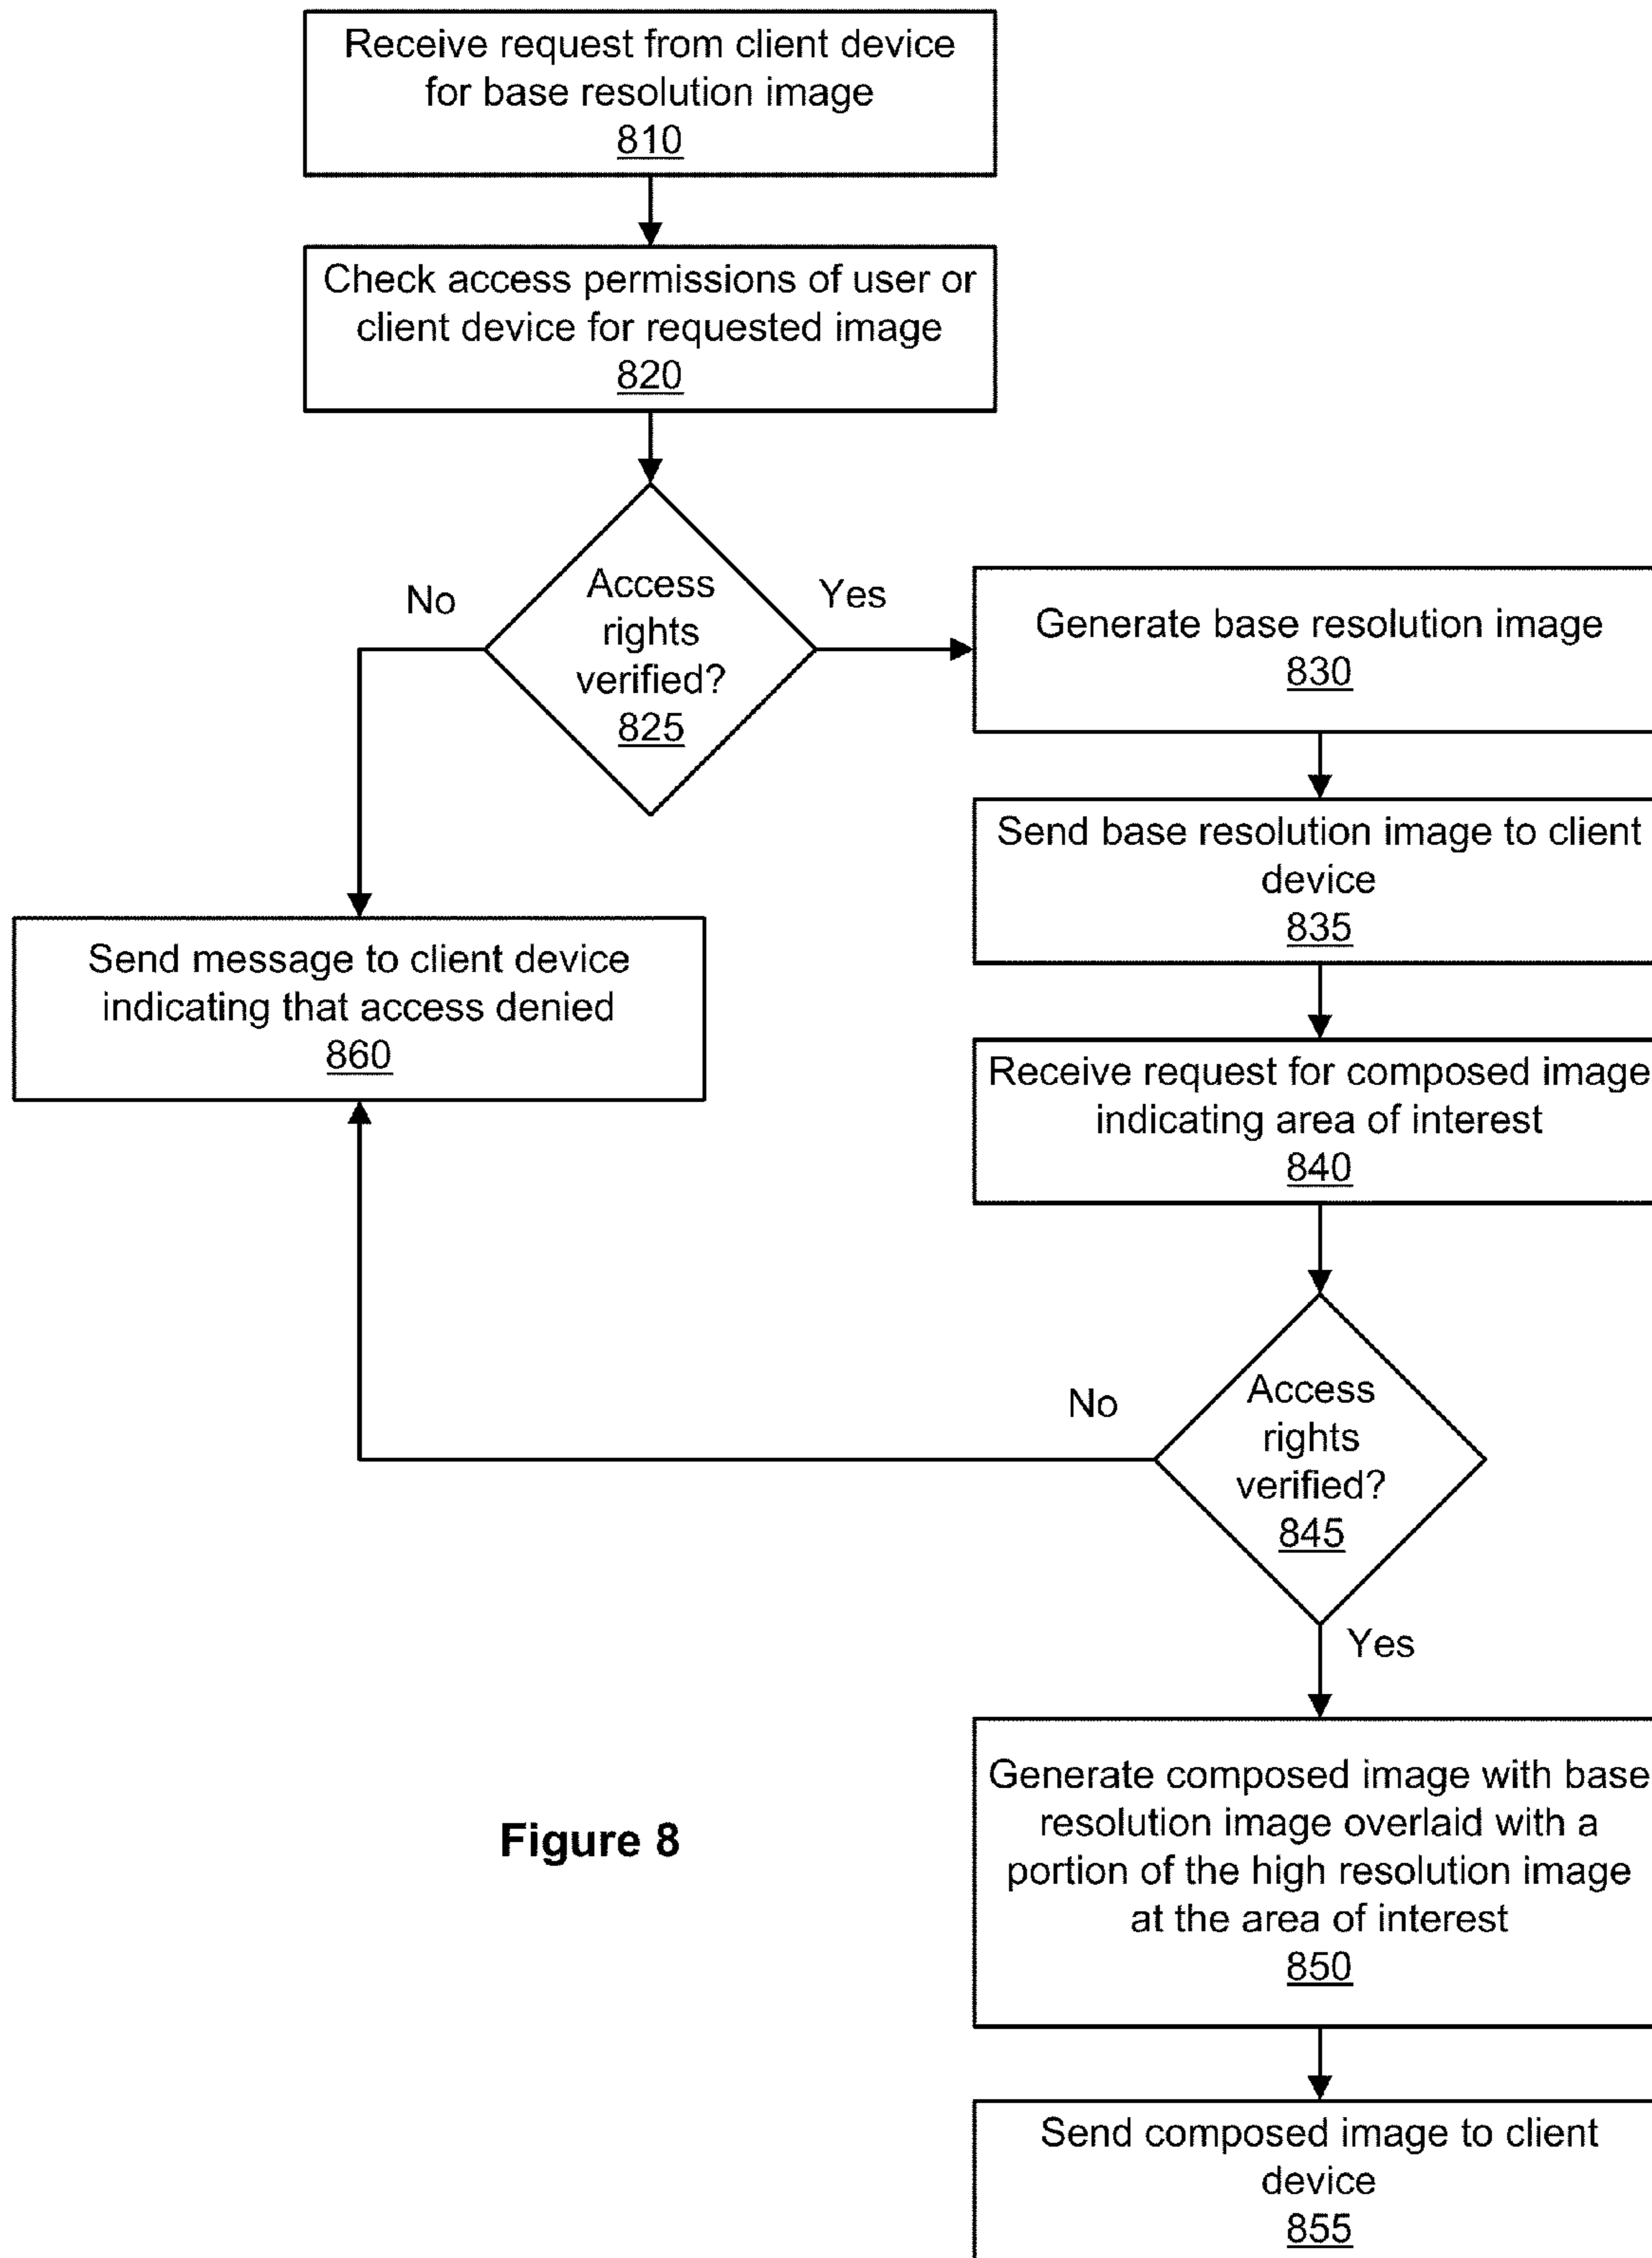 Receive request from client device
for base resolution image
810
Check access permissions of user or
client device for requested image
820
No
Access
rights
verified?
825
Yes
Generate base resolution image
830
Send base resolution image to client
device
835
Send message to client device
indicating that access denied
860
Receive request for composed image
indicating area of interest
840
No
Access
rights
verified?
845
Yes
Generate composed image with base
resolution image overlaid with a
portion of the high resolution image
at the area of interest
850
Figure 8
Send composed image to client
device
855